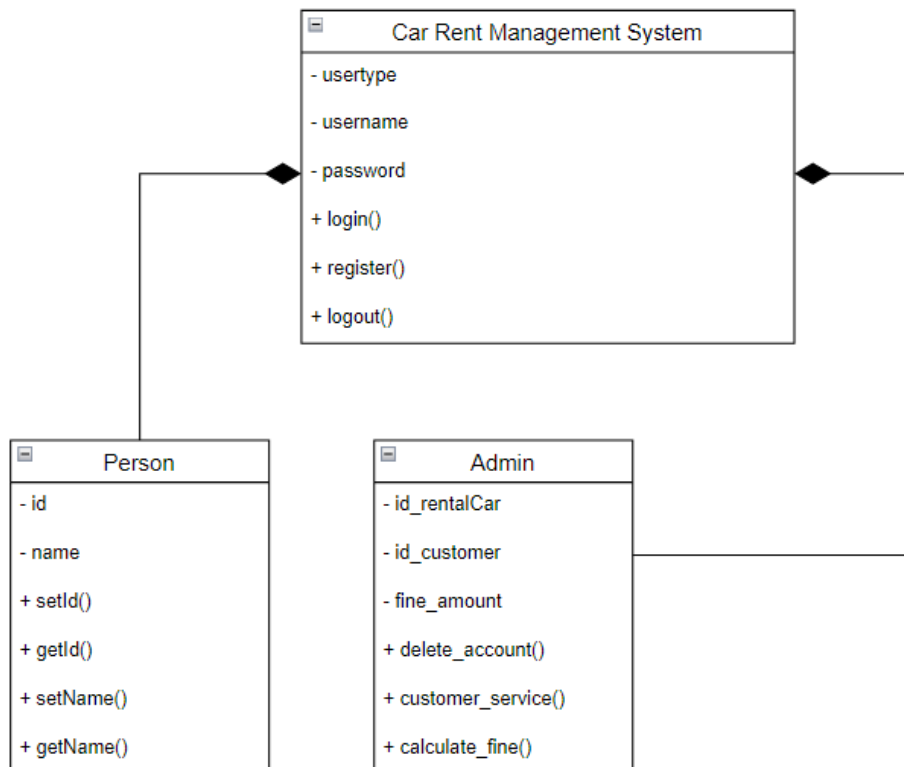 Car Rent Management System
- usertype
- username
- password
+ login()
+ register()
+ logout()
Person
- id
- name
+ setId()
+ getId()
+ setName()
+ getName()
Admin
- id_rentalCar
- id_customer
- fine_amount
+ delete_account()
+ customer_service()
+ calculate_fine()